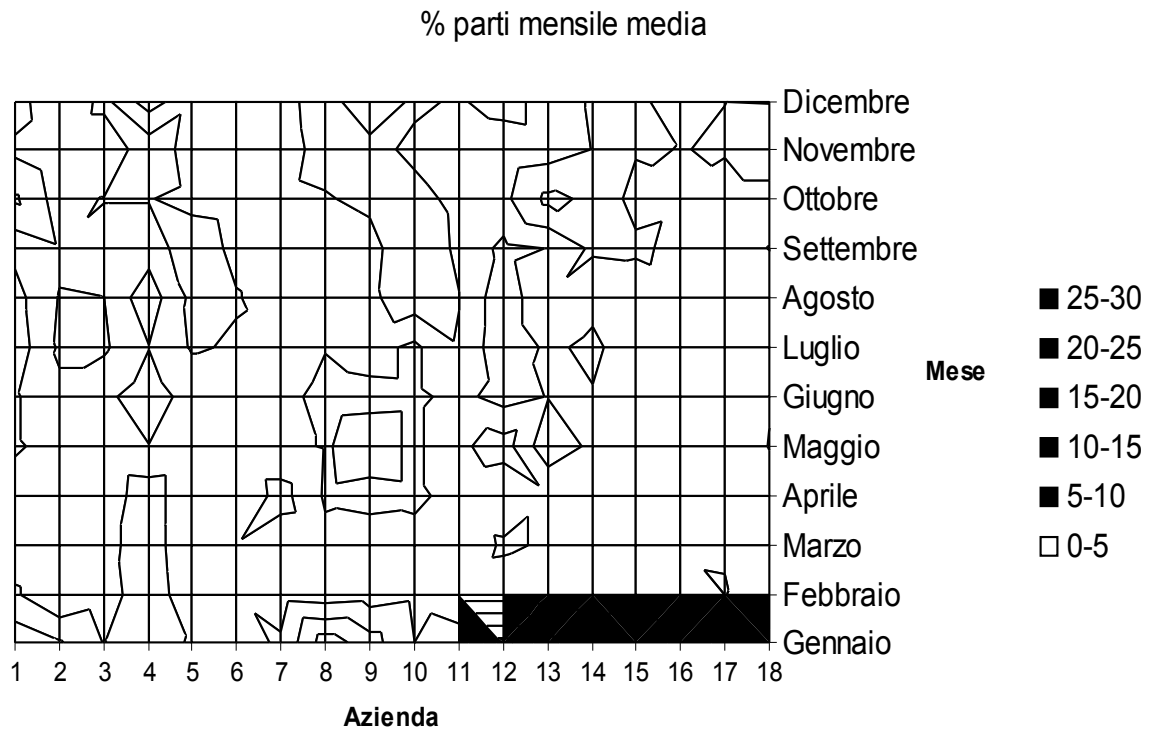 % parti mensile media
Dicembre
Novembre
Ottobre
Settembre
Agosto
Luglio
Giugno
Maggio
Aprile
Marzo
Febbraio
Gennaio
Mese
25-30
20-25
15-20
10-15
5-10
0-5
1 2 3 4 5 6 7 8 9 10 11 12 13 14 15 16 17 18
Azienda